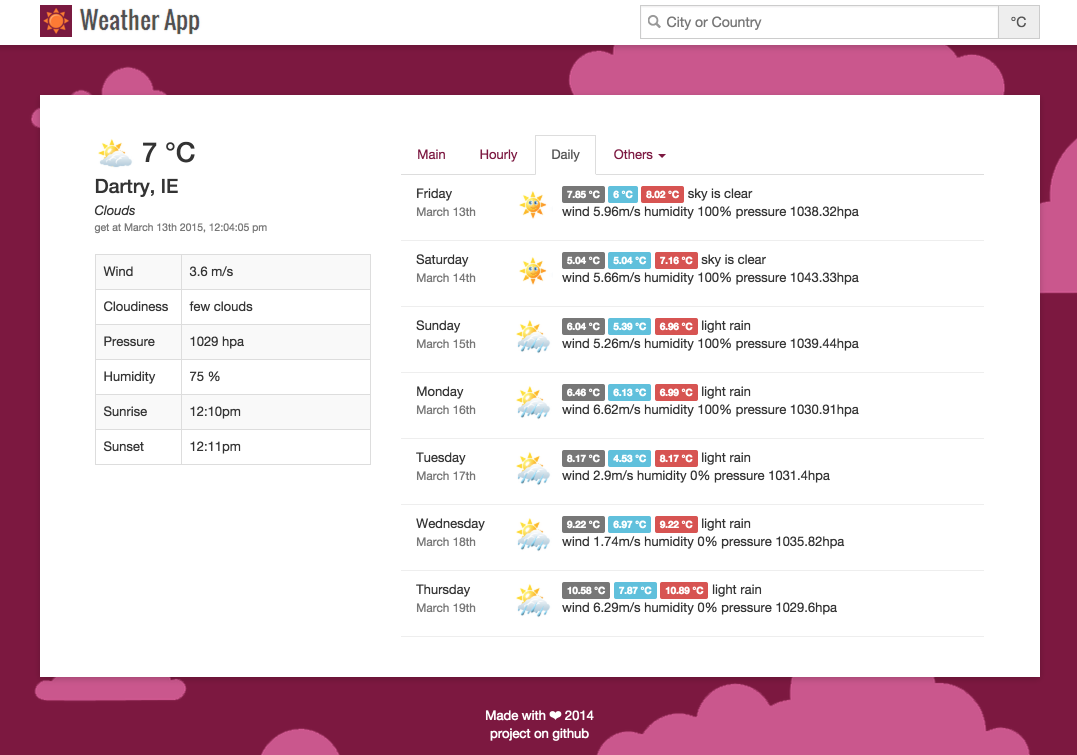 Weather App
City or Country
°C
7 °C
Dartry, IE
Clouds
get at March 13th 2015, 12:04:05 pm
Wind 3.6 m/s
Cloudiness few clouds
Pressure 1029 hpa
Humidity 75 %
Sunrise 12:10pm
Sunset 12:11pm
Main Hourly Daily Others
Friday 7.85 °C 6 °C 8.02 °C sky is clear
March 13th wind 5.96m/s humidity 100% pressure 1038.32hpa
Saturday 5.04 °C 5.04 °C 7.16 °C sky is clear
March 14th wind 5.66m/s humidity 100% pressure 1043.33hpa
Sunday 6.04 °C 5.39 °C 6.96 °C light rain
March 15th wind 5.26m/s humidity 100% pressure 1039.44hpa
Monday 6.46 °C 6.13 °C 6.99 °C light rain
March 16th wind 6.62m/s humidity 100% pressure 1030.91hpa
Tuesday 8.17 °C 4.53 °C 8.17 °C light rain
March 17th wind 2.9m/s humidity 0% pressure 1031.4hpa
Wednesday 9.22 °C 6.97 °C 9.22 °C light rain
March 18th wind 1.74m/s humidity 0% pressure 1035.82hpa
Thursday 10.58 °C 7.87 °C 10.89 °C light rain
March 19th wind 6.29m/s humidity 0% pressure 1029.6hpa
Made with ❤ 2014
project on github